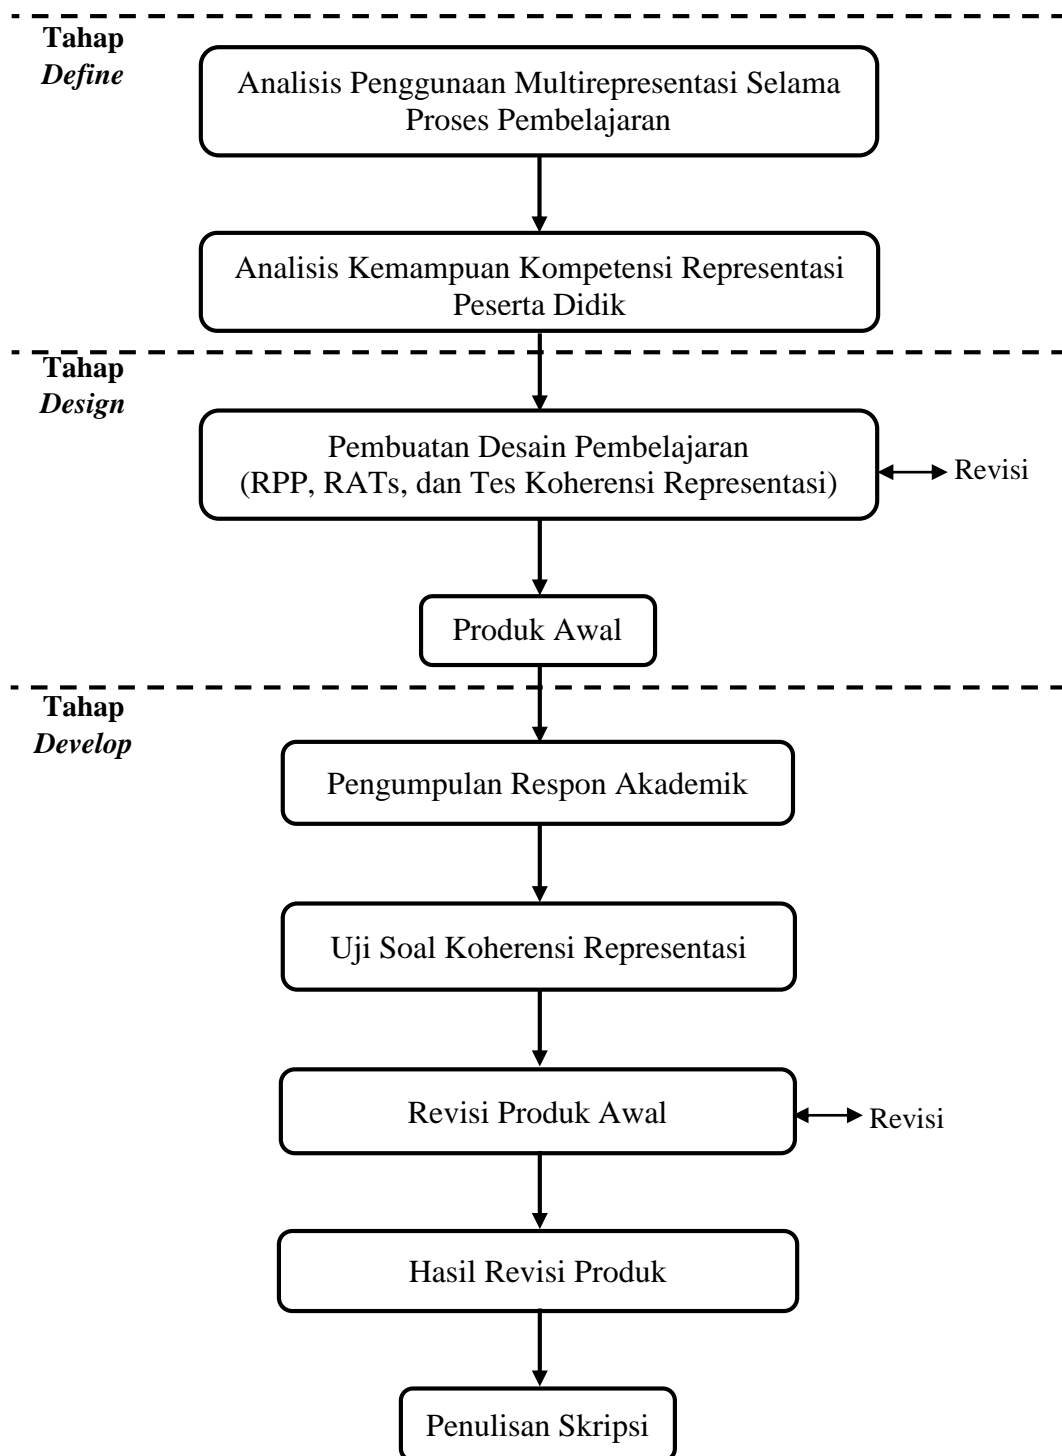 Tahap
Define
Analisis Penggunaan Multirepresentasi Selama
Proses Pembelajaran
Analisis Kemampuan Kompetensi Representasi
Peserta Didik
Tahap
Design
Pembuatan Desain Pembelajaran
(RPP, RATs, dan Tes Koherensi Representasi)
Revisi
Produk Awal
Tahap
Develop
Pengumpulan Respon Akademik
Uji Soal Koherensi Representasi
Revisi Produk Awal
Revisi
Hasil Revisi Produk
Penulisan Skripsi